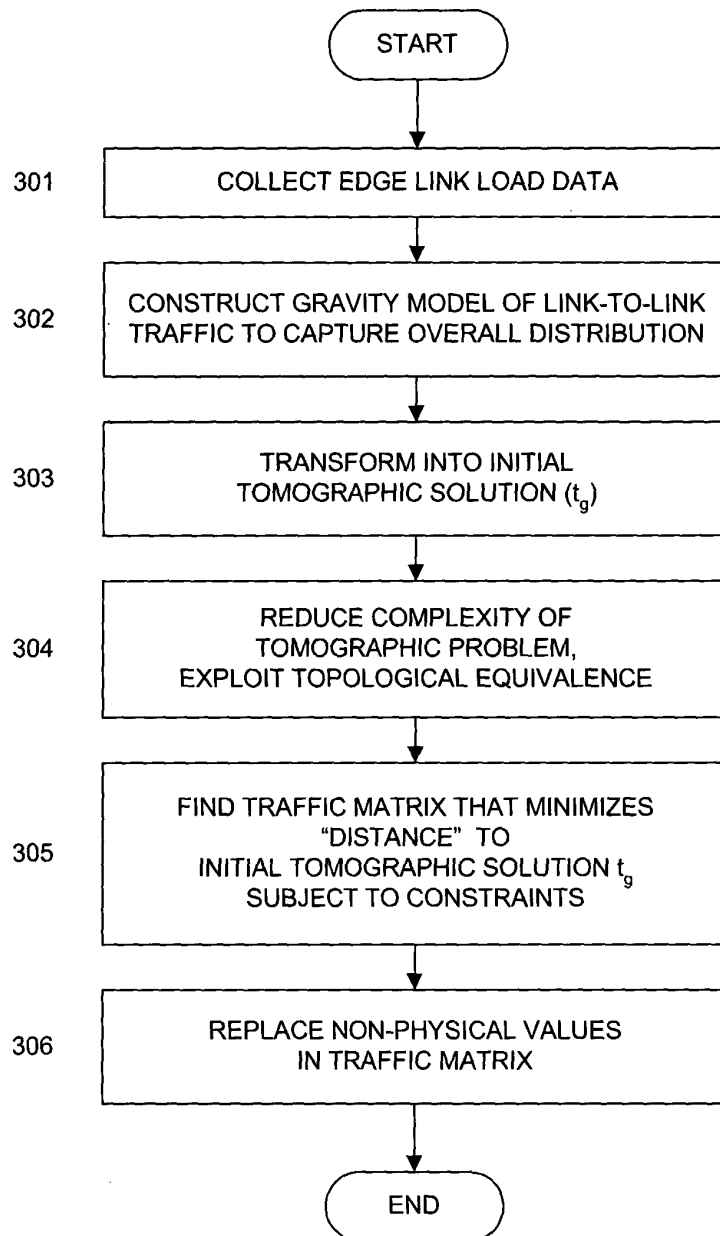 START
301
COLLECT EDGE LINK LOAD DATA
302
CONSTRUCT GRAVITY MODEL OF LINK-TO-LINK
TRAFFIC TO CAPTURE OVERALL DISTRIBUTION
303
TRANSFORM INTO INITIAL
TOMOGRAPHIC SOLUTION (t_g)
304
REDUCE COMPLEXITY OF
TOMOGRAPHIC PROBLEM,
EXPLOIT TOPOLOGICAL EQUIVALENCE
305
FIND TRAFFIC MATRIX THAT MINIMIZES
“DISTANCE” TO
INITIAL TOMOGRAPHIC SOLUTION t_g
SUBJECT TO CONSTRAINTS
306
REPLACE NON-PHYSICAL VALUES
IN TRAFFIC MATRIX
END